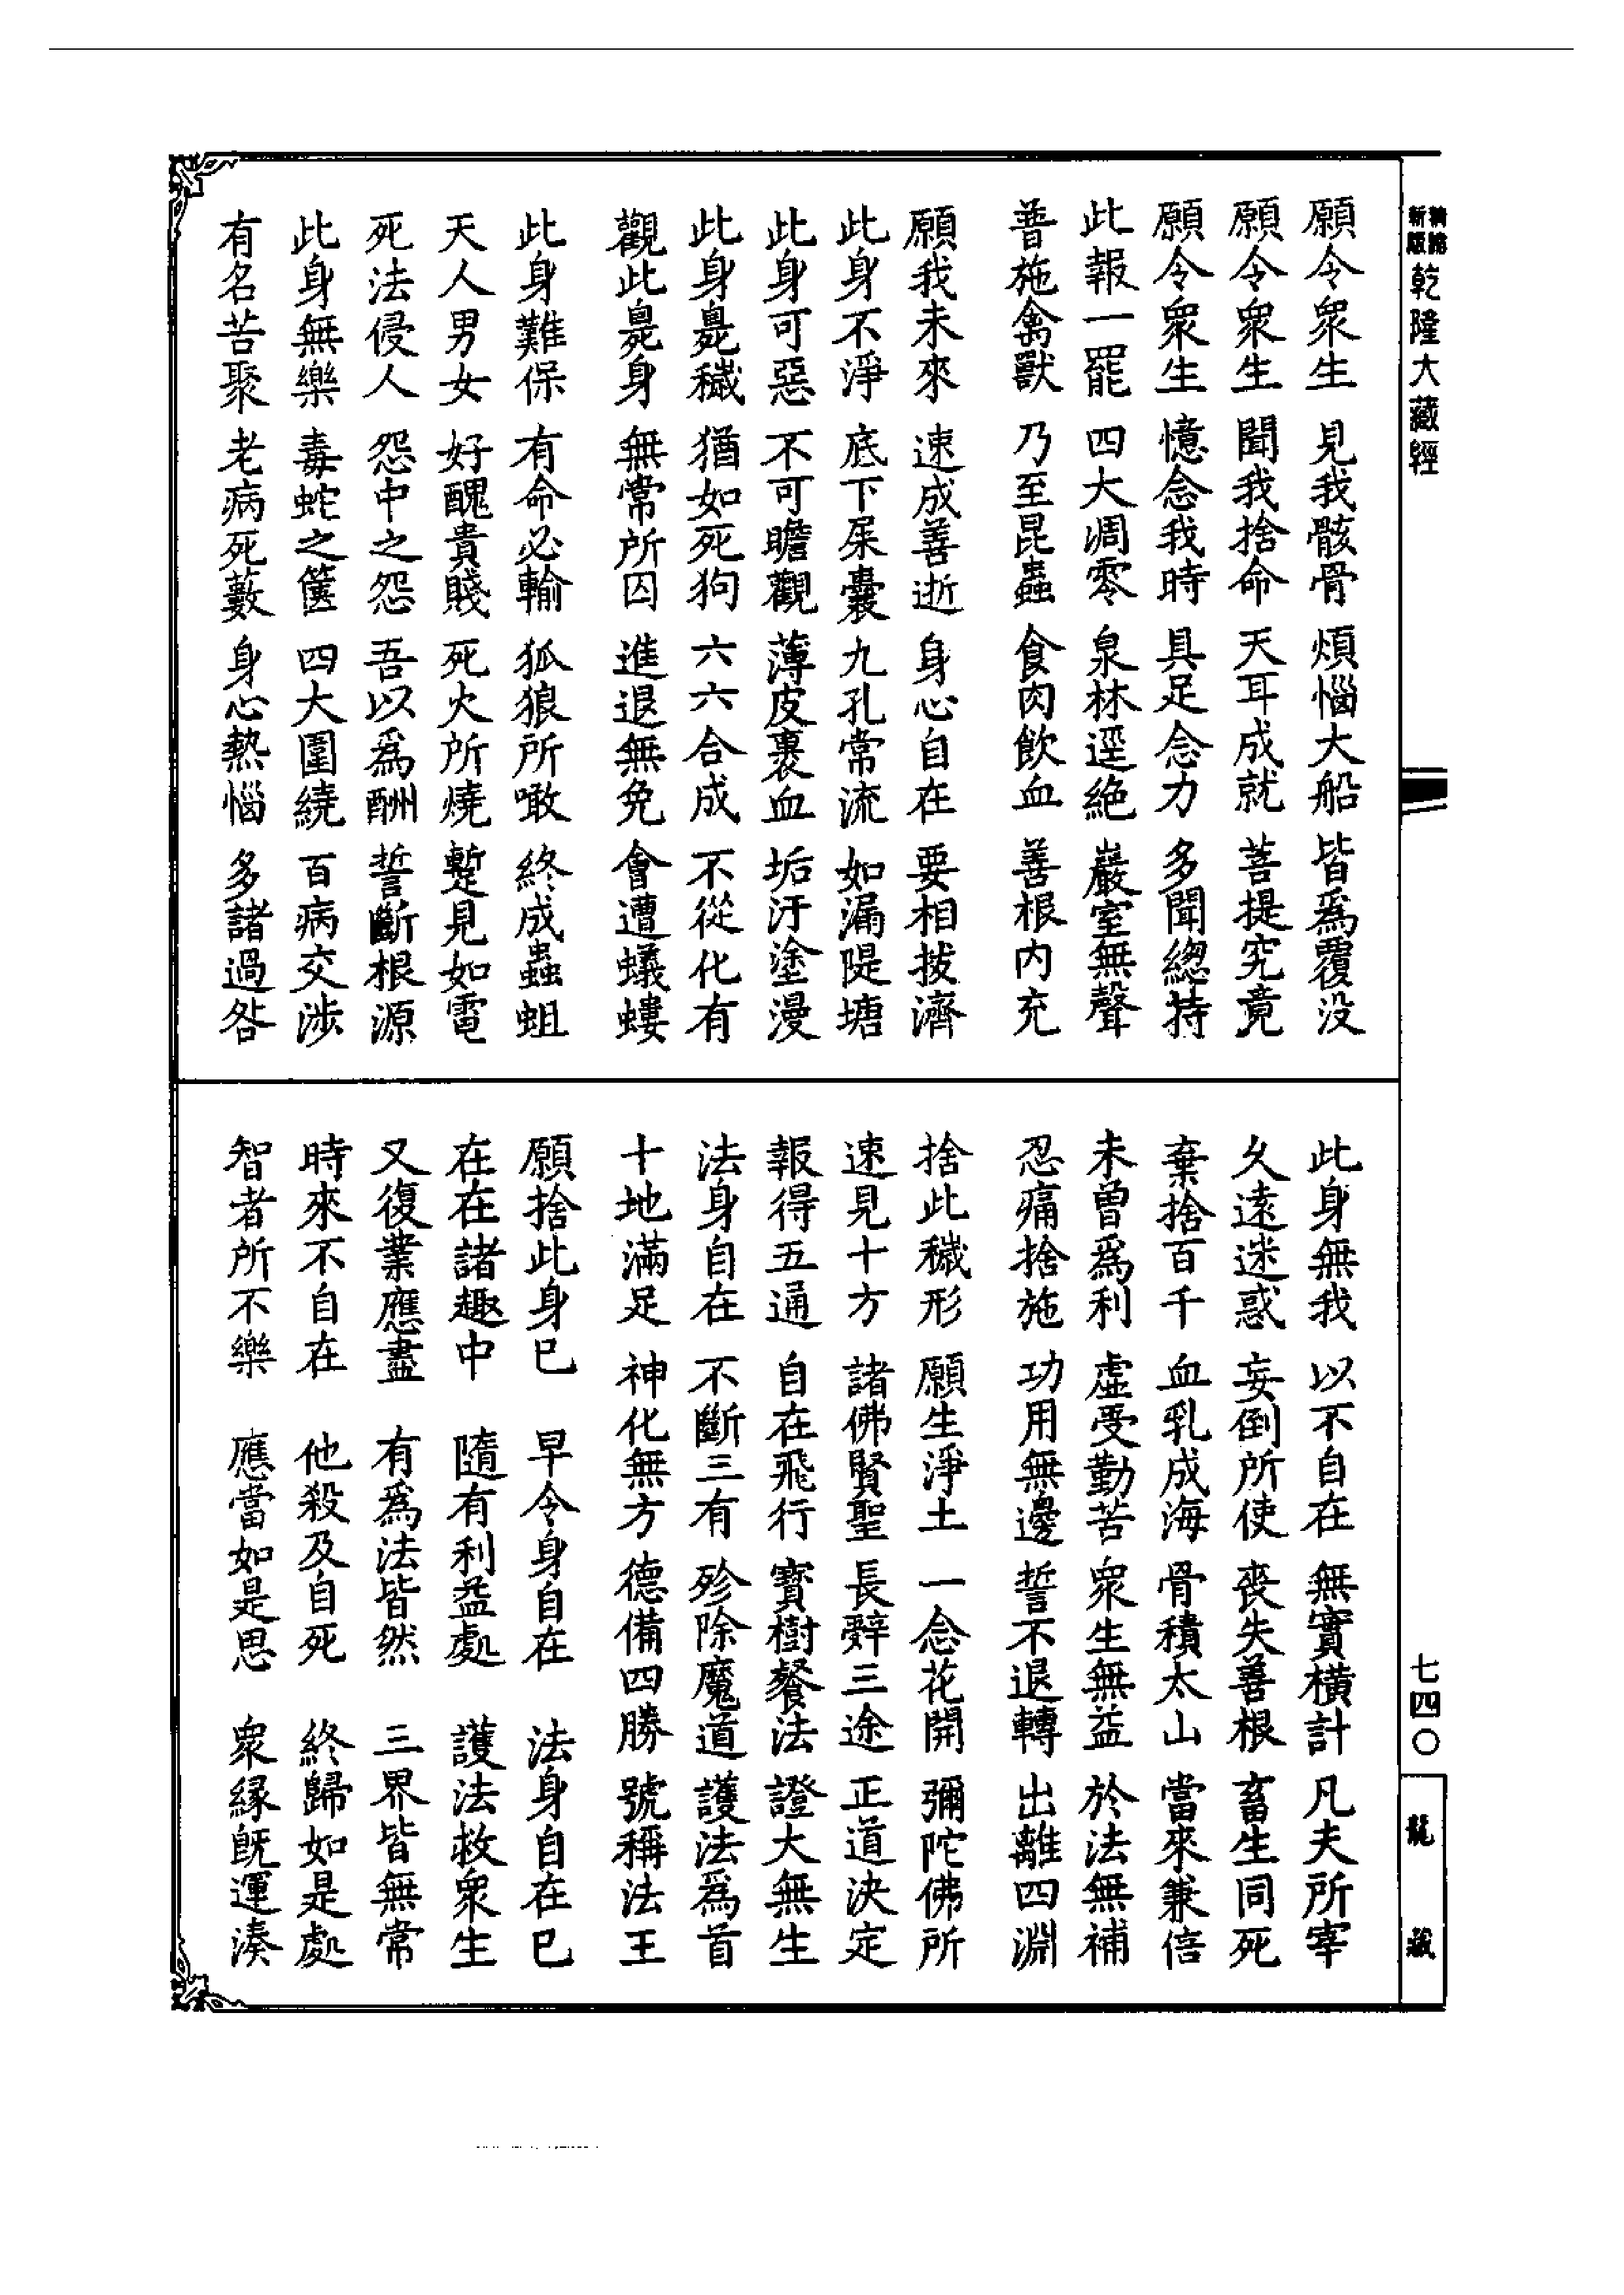 新版 乾隆大藏經
願令衆生 見我骸骨 煩惱大船 皆爲覆没
願令衆生 聞我捨命 天耳成就 菩提究竟
願令衆生 憶念我時 具足念力 多聞總持
此報一罷 四大凋零 泉林逕絶 巖室無聲
普施禽獸 乃至昆蟲 食肉飲血 善根内充
願我未來 速成善逝 身心自在 要相拔濟
此身不淨 底下屎囊 九孔常流 如漏隄塘
此身可惡 不可瞻觀 薄皮裹血 垢汙塗漫
此身臰穢 猶如死狗 六六合成 不從化有
觀此臰身 無常所囚 進退無免 會遭蟻螻
此身難保 有命必輸 狐狼所噉 終成蟲蛆
天人男女 好醜貴賤 死火所燒 蹔見如電
死法侵人 怨中之怨 吾以爲酬 誓斷根源
此身無樂 毒蛇之篋 四大圍繞 百病交涉
有名苦聚 老病死藪 身心熱惱 多諸過咎
此身無我 以不自在 無實橫計 凡夫所宰
久遠迷惑 妄倒所使 喪失善根 畜生同死
棄捨百千 血乳成海 骨積太山 當來兼倍
未曾爲利 虛受勤苦 衆生無益 於法無補
忍痛捨施 功用無邊 誓不退轉 出離四淵
捨此穢形 願生淨土 一念花開 彌陀佛所
速見十方 諸佛賢聖 長辭三途 正道決定
報得五通 自在飛行 寶樹餐法 證大無生
法身自在 不斷三有 殄除魔道 護法爲首
十地滿足 神化無方 德備四勝 號稱法王
願捨此身已 早令身自在 法身自在已
在在諸趣中 隨有利益處 護法救衆生
又復業應盡 有爲法皆然 三界皆無常
時來不自在 他殺及自死 終歸如是處
智者所不樂 應當如是思 衆縁旣運湊
七四〇
龍藏